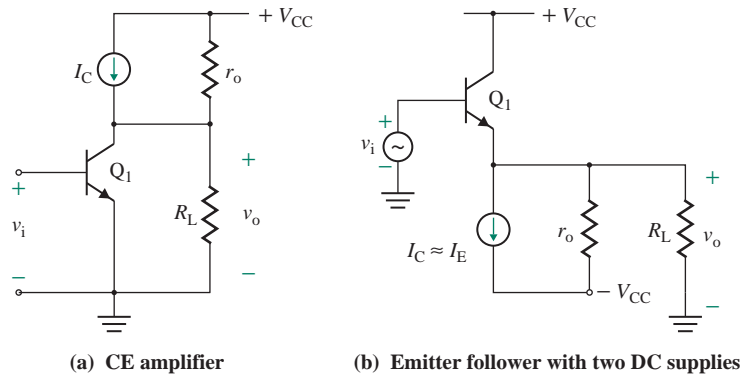 + V_CC
I_C
r_o
Q_1
+
v_i
−
R_L
+
v_o
−
(a) CE amplifier
+ V_CC
Q_1
+
v_i
~
−
I_C ≈ I_E
r_o
R_L
+
v_o
−
− V_CC
(b) Emitter follower with two DC supplies